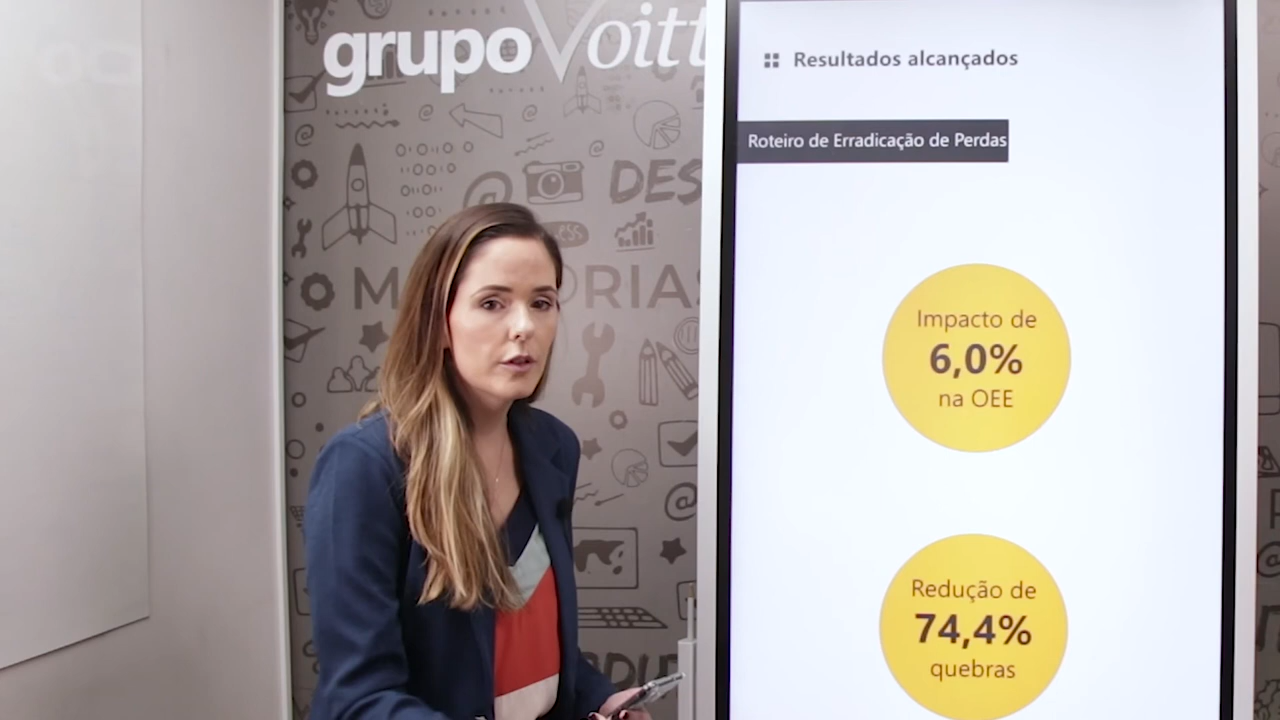 grupo Voitt
Resultados alcançados
Roteiro de Erradicação de Perdas
DES
Impacto de
6,0%
na OEE
Redução de
74,4%
quebras